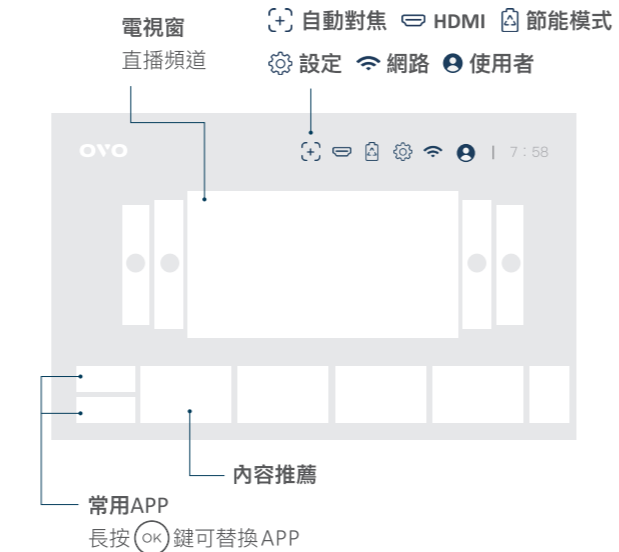 電視窗
直播頻道
自動對焦 HDMI 節能模式
設定 網路 使用者
OVO
| 7:58
內容推薦
常用APP
長按 OK 鍵可替換APP